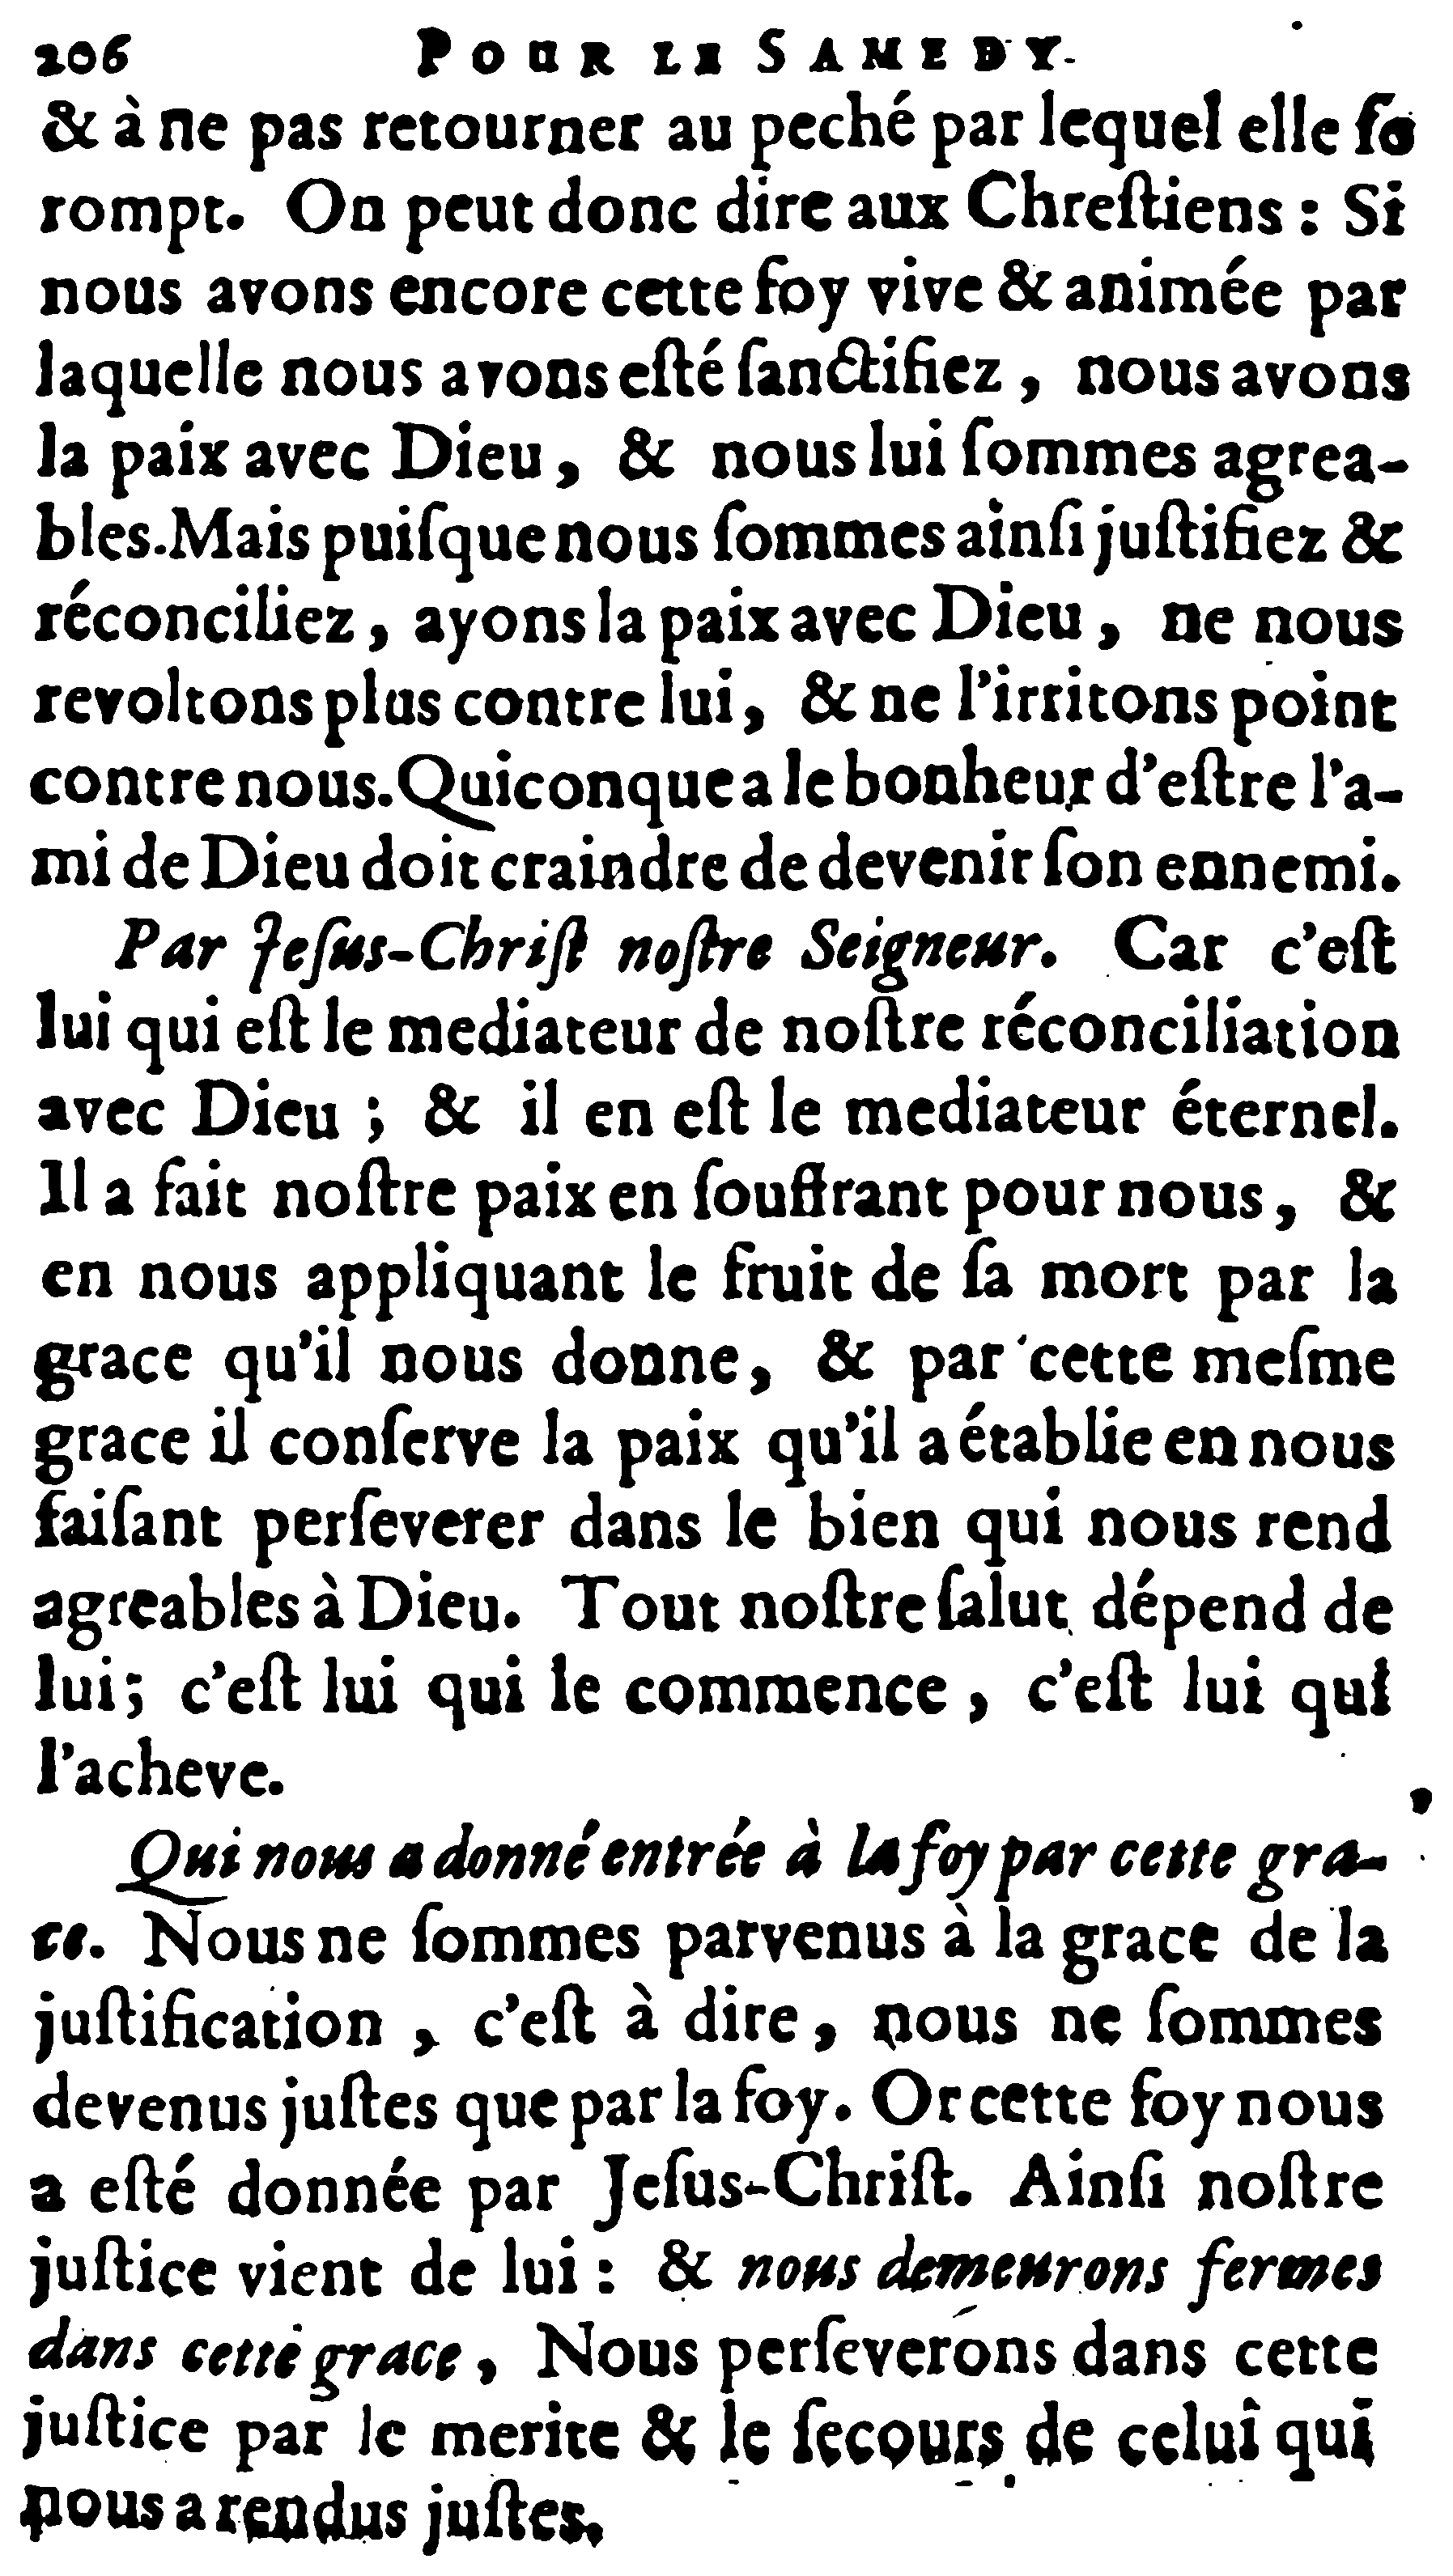 206 POUR LE SAMEDY.
& à ne pas retourner au peché par lequel elle ſe
rompt. On peut donc dire aux Chreſtiens : Si
nous avons encore cette foy vive & animée par
laquelle nous avons eſté ſanctifiez, nous avons
la paix avec Dieu, & nous lui ſommes agrea-
bles. Mais puiſque nous ſommes ainſi juſtifiez &
réconciliez, ayons la paix avec Dieu, ne nous
revoltons plus contre lui, & ne l'irritons point
contre nous. Quiconque a le bonheur d'eſtre l'a-
mi de Dieu doit craindre de devenir ſon ennemi.
Par Jeſus-Chriſt noſtre Seigneur. Car c'eſt
lui qui eſt le mediateur de noſtre réconciliation
avec Dieu ; & il en eſt le mediateur éternel.
Il a fait noſtre paix en ſouffrant pour nous, &
en nous appliquant le fruit de ſa mort par la
grace qu'il nous donne, & par cette meſme
grace il conſerve la paix qu'il a établie en nous
faiſant perſeverer dans le bien qui nous rend
agreables à Dieu. Tout noſtre ſalut dépend de
lui; c'eſt lui qui le commence, c'eſt lui qui
l'acheve.
Qui nous a donné entrée à la foy par cette gra-
ce. Nous ne ſommes parvenus à la grace de la
juſtification, c'eſt à dire, nous ne ſommes
devenus juſtes que par la foy. Or cette foy nous
a eſté donnée par Jeſus-Chriſt. Ainſi noſtre
juſtice vient de lui : & nous demeurons fermes
dans cette grace, Nous perſeverons dans cette
juſtice par le merite & le ſecours de celui qui
nous a rendus juſtes.